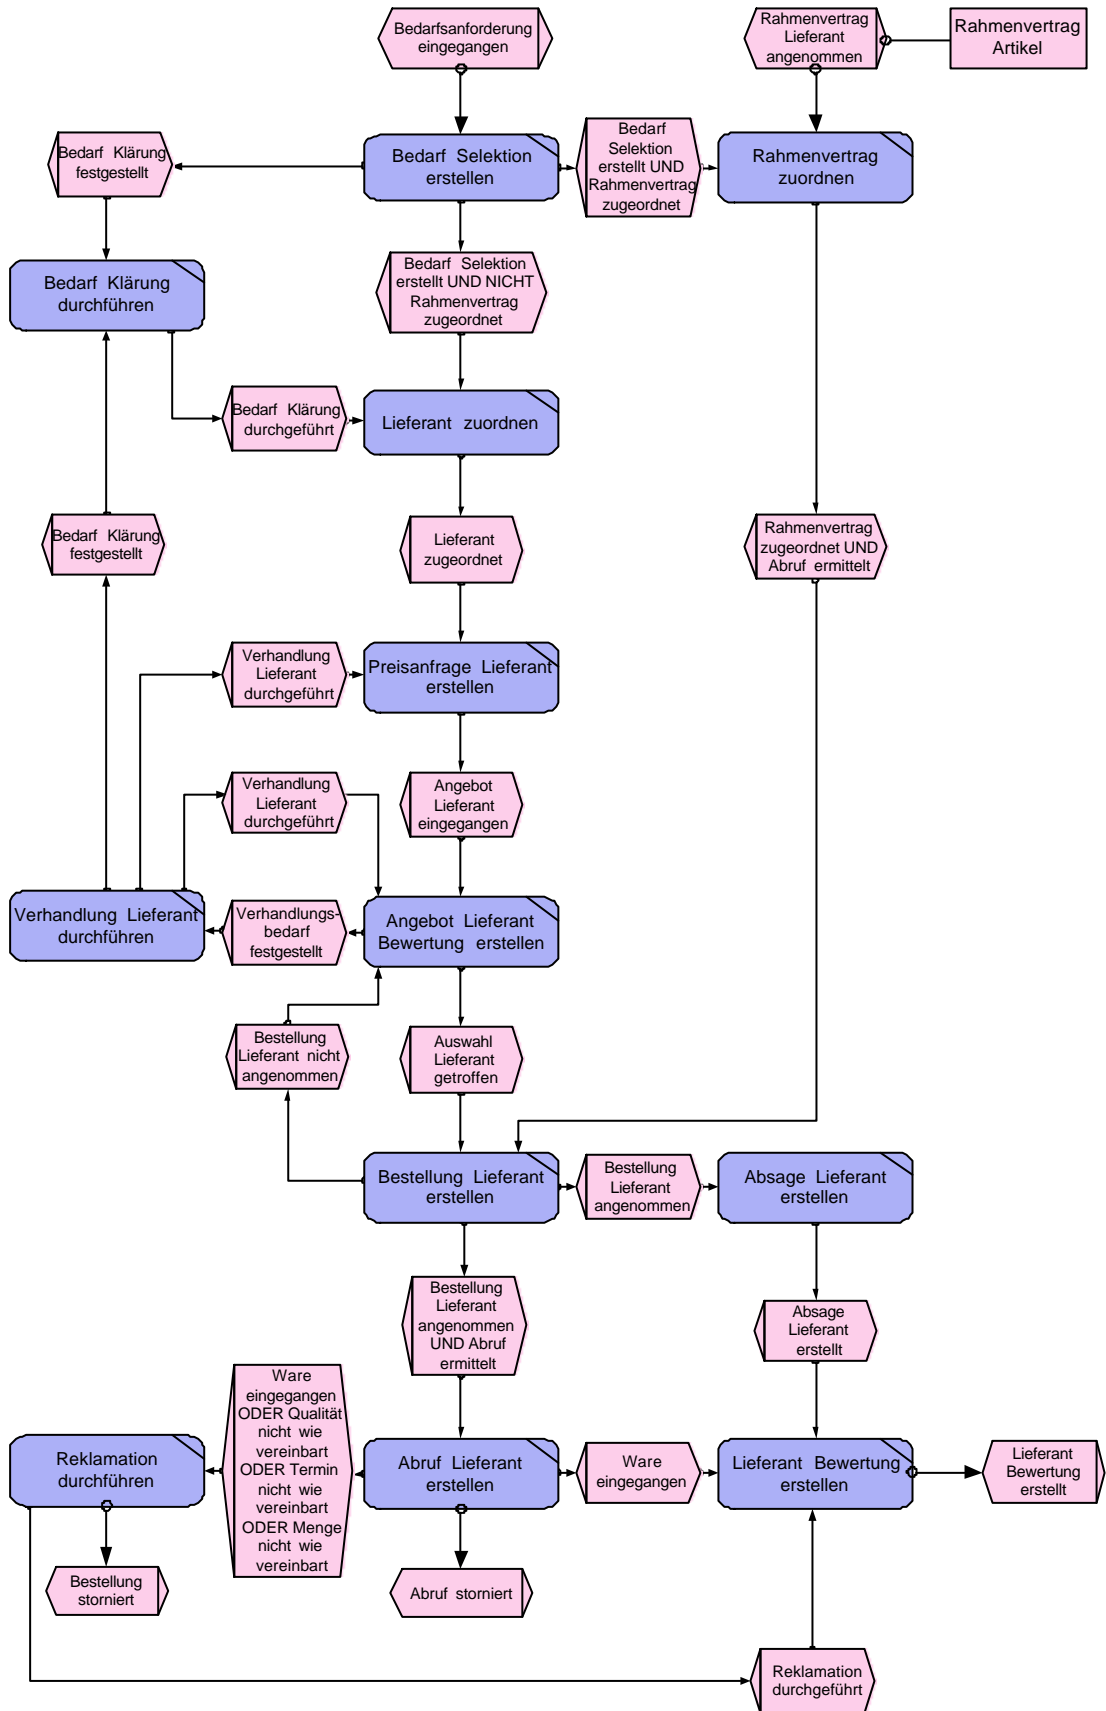 Bedarfsanforderung
eingegangen
Rahmenvertrag
Lieferant
angenommen
Rahmenvertrag
Artikel
Bedarf Klärung
festgestellt
Bedarf Selektion
erstellen
Bedarf
Selektion
erstellt UND
Rahmenvertrag
zugeordnet
Rahmenvertrag
zuordnen
Bedarf Klärung
durchführen
Bedarf Selektion
erstellt UND NICHT
Rahmenvertrag
zugeordnet
Bedarf Klärung
durchgeführt
Lieferant zuordnen
Bedarf Klärung
festgestellt
Lieferant
zugeordnet
Rahmenvertrag
zugeordnet UND
Abruf ermittelt
Verhandlung
Lieferant
durchgeführt
Preisanfrage Lieferant
erstellen
Verhandlung
Lieferant
durchgeführt
Angebot
Lieferant
eingegangen
Verhandlung Lieferant
durchführen
Verhandlungs-
bedarf
festgestellt
Angebot Lieferant
Bewertung erstellen
Bestellung
Lieferant nicht
angenommen
Auswahl
Lieferant
getroffen
Bestellung Lieferant
erstellen
Bestellung
Lieferant
angenommen
Absage Lieferant
erstellen
Bestellung
Lieferant
angenommen
UND Abruf
ermittelt
Absage
Lieferant
erstellt
Reklamation
durchführen
Ware
eingegangen
ODER Qualität
nicht wie
vereinbart
ODER Termin
nicht wie
vereinbart
ODER Menge
nicht wie
vereinbart
Abruf Lieferant
erstellen
Ware
eingegangen
Lieferant Bewertung
erstellen
Lieferant
Bewertung
erstellt
Bestellung
storniert
Abruf storniert
Reklamation
durchgeführt